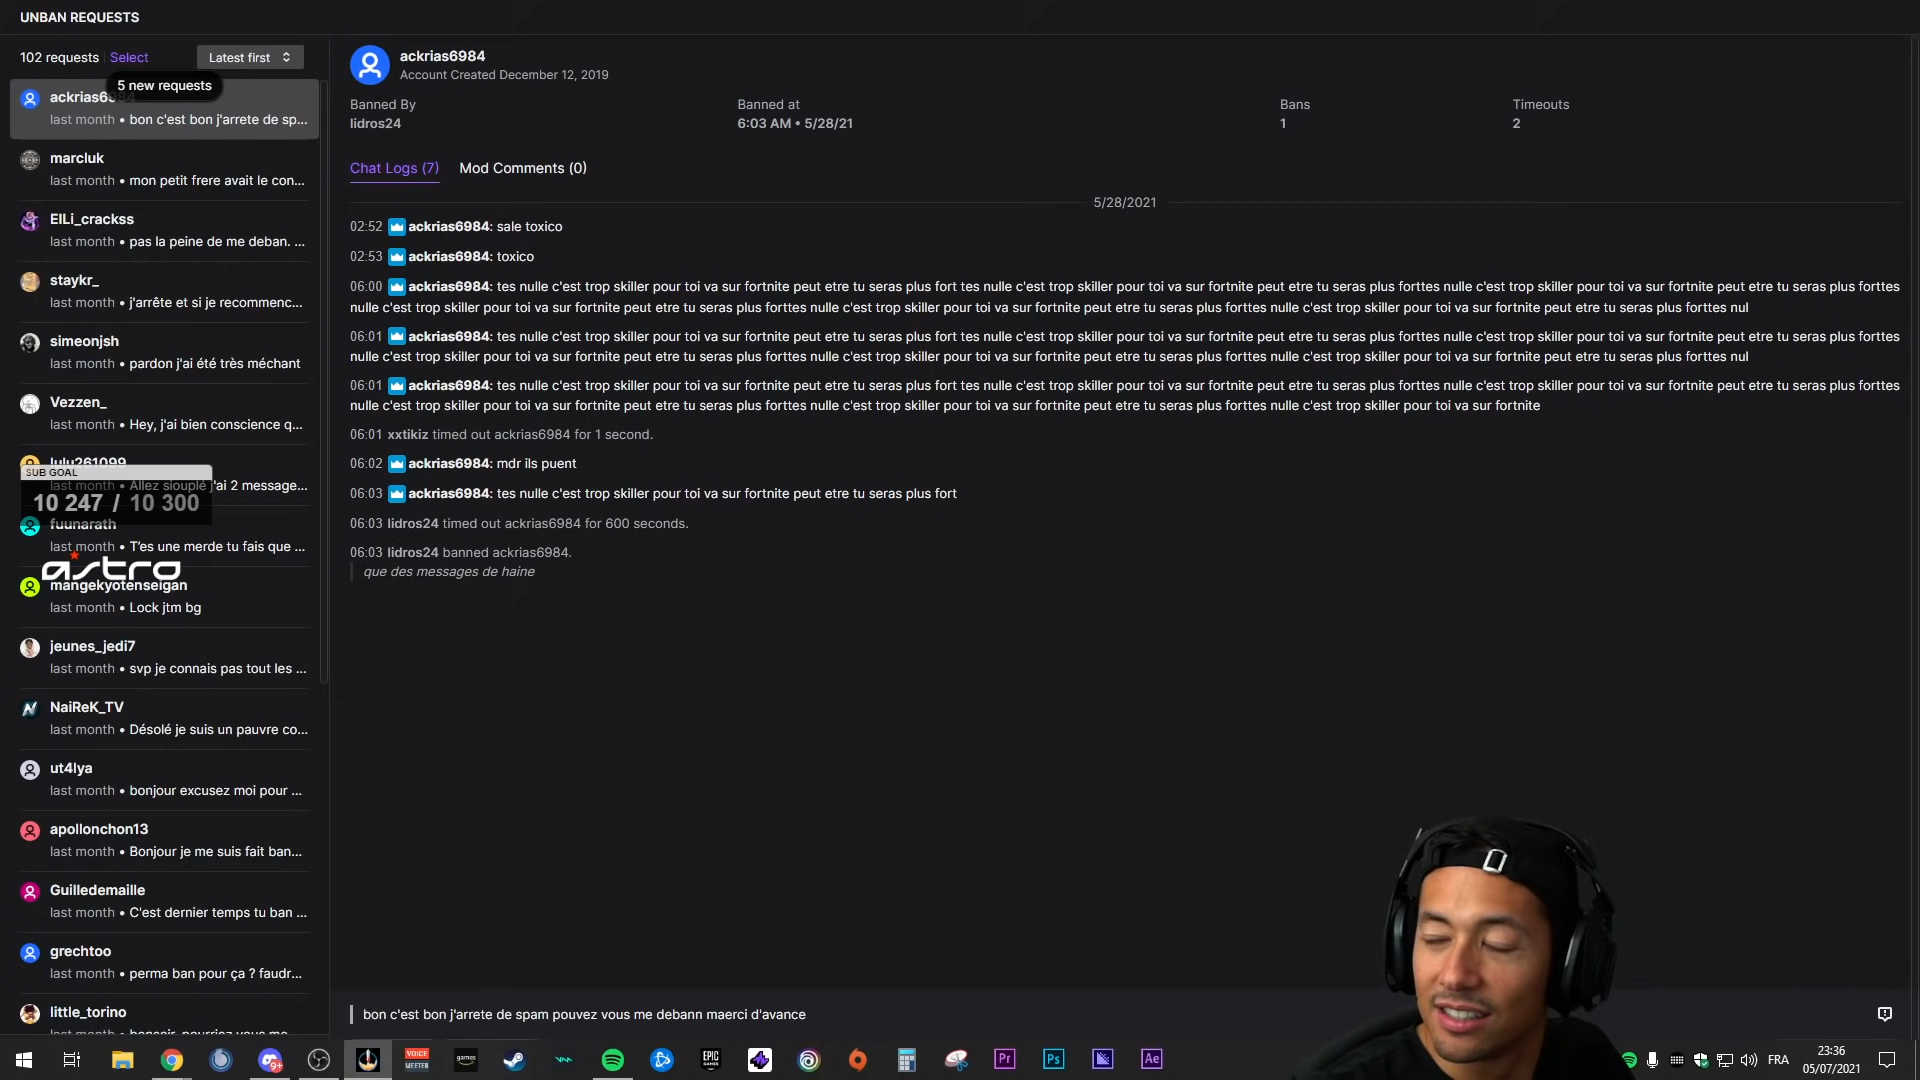 UNBAN REQUESTS
102 requests Select
Latest first
5 new requests
last month • bon c'est bon j'arrete de sp...
marcluk
last month • mon petit frere avait le con...
EILi_crackss
last month • pas la peine de me deban. ...
staykr_
last month • j'arrête et si je recommenc...
simeonjsh
last month • pardon j'ai été très méchant
Vezzen_
last month • Hey, j'ai bien conscience q...
lulu261099
last month • Allez siouplé j'ai 2 message...
SUB GOAL
10 247 / 10 300
fuunarath
last month • T'es une merde tu fais que ...
astro
mangekyotenseigan
last month • Lock jtm bg
jeunes_jedi7
last month • svp je connais pas tout les ...
NaiReK_TV
last month • Désolé je suis un pauvre co...
ut4lya
last month • bonjour excusez moi pour ...
apollonchon13
last month • Bonjour je me suis fait ban...
Guilledemaille
last month • C'est dernier temps tu ban ...
grechtoo
last month • perma ban pour ça ? faudr...
little_torino
ackrias6984
Account Created December 12, 2019
Banned By
lidros24
Banned at
6:03 AM • 5/28/21
Bans
1
Timeouts
2
Chat Logs (7) Mod Comments (0)
5/28/2021
02:52 ackrias6984: sale toxico
02:53 ackrias6984: toxico
06:00 ackrias6984: tes nulle c'est trop skiller pour toi va sur fortnite peut etre tu seras plus fort tes nulle c'est trop skiller pour toi va sur fortnite peut etre tu seras plus forttes nulle c'est trop skiller pour toi va sur fortnite peut etre tu seras plus forttes
nulle c'est trop skiller pour toi va sur fortnite peut etre tu seras plus forttes nulle c'est trop skiller pour toi va sur fortnite peut etre tu seras plus forttes nulle c'est trop skiller pour toi va sur fortnite peut etre tu seras plus forttes nul
06:01 ackrias6984: tes nulle c'est trop skiller pour toi va sur fortnite peut etre tu seras plus fort tes nulle c'est trop skiller pour toi va sur fortnite peut etre tu seras plus forttes nulle c'est trop skiller pour toi va sur fortnite peut etre tu seras plus forttes
nulle c'est trop skiller pour toi va sur fortnite peut etre tu seras plus forttes nulle c'est trop skiller pour toi va sur fortnite peut etre tu seras plus forttes nulle c'est trop skiller pour toi va sur fortnite peut etre tu seras plus forttes nul
06:01 ackrias6984: tes nulle c'est trop skiller pour toi va sur fortnite peut etre tu seras plus fort tes nulle c'est trop skiller pour toi va sur fortnite peut etre tu seras plus forttes nulle c'est trop skiller pour toi va sur fortnite peut etre tu seras plus forttes
nulle c'est trop skiller pour toi va sur fortnite peut etre tu seras plus forttes nulle c'est trop skiller pour toi va sur fortnite peut etre tu seras plus forttes nulle c'est trop skiller pour toi va sur fortnite
06:01 xxtikiz timed out ackrias6984 for 1 second.
06:02 ackrias6984: mdr ils puent
06:03 ackrias6984: tes nulle c'est trop skiller pour toi va sur fortnite peut etre tu seras plus fort
06:03 lidros24 timed out ackrias6984 for 600 seconds.
06:03 lidros24 banned ackrias6984.
que des messages de haine
bon c'est bon j'arrete de spam pouvez vous me debann maerci d'avance
9+
VOICE
MEETER
games
EPIC
GAMES
Pr
Ps
Ae
FRA
23:36
05/07/2021